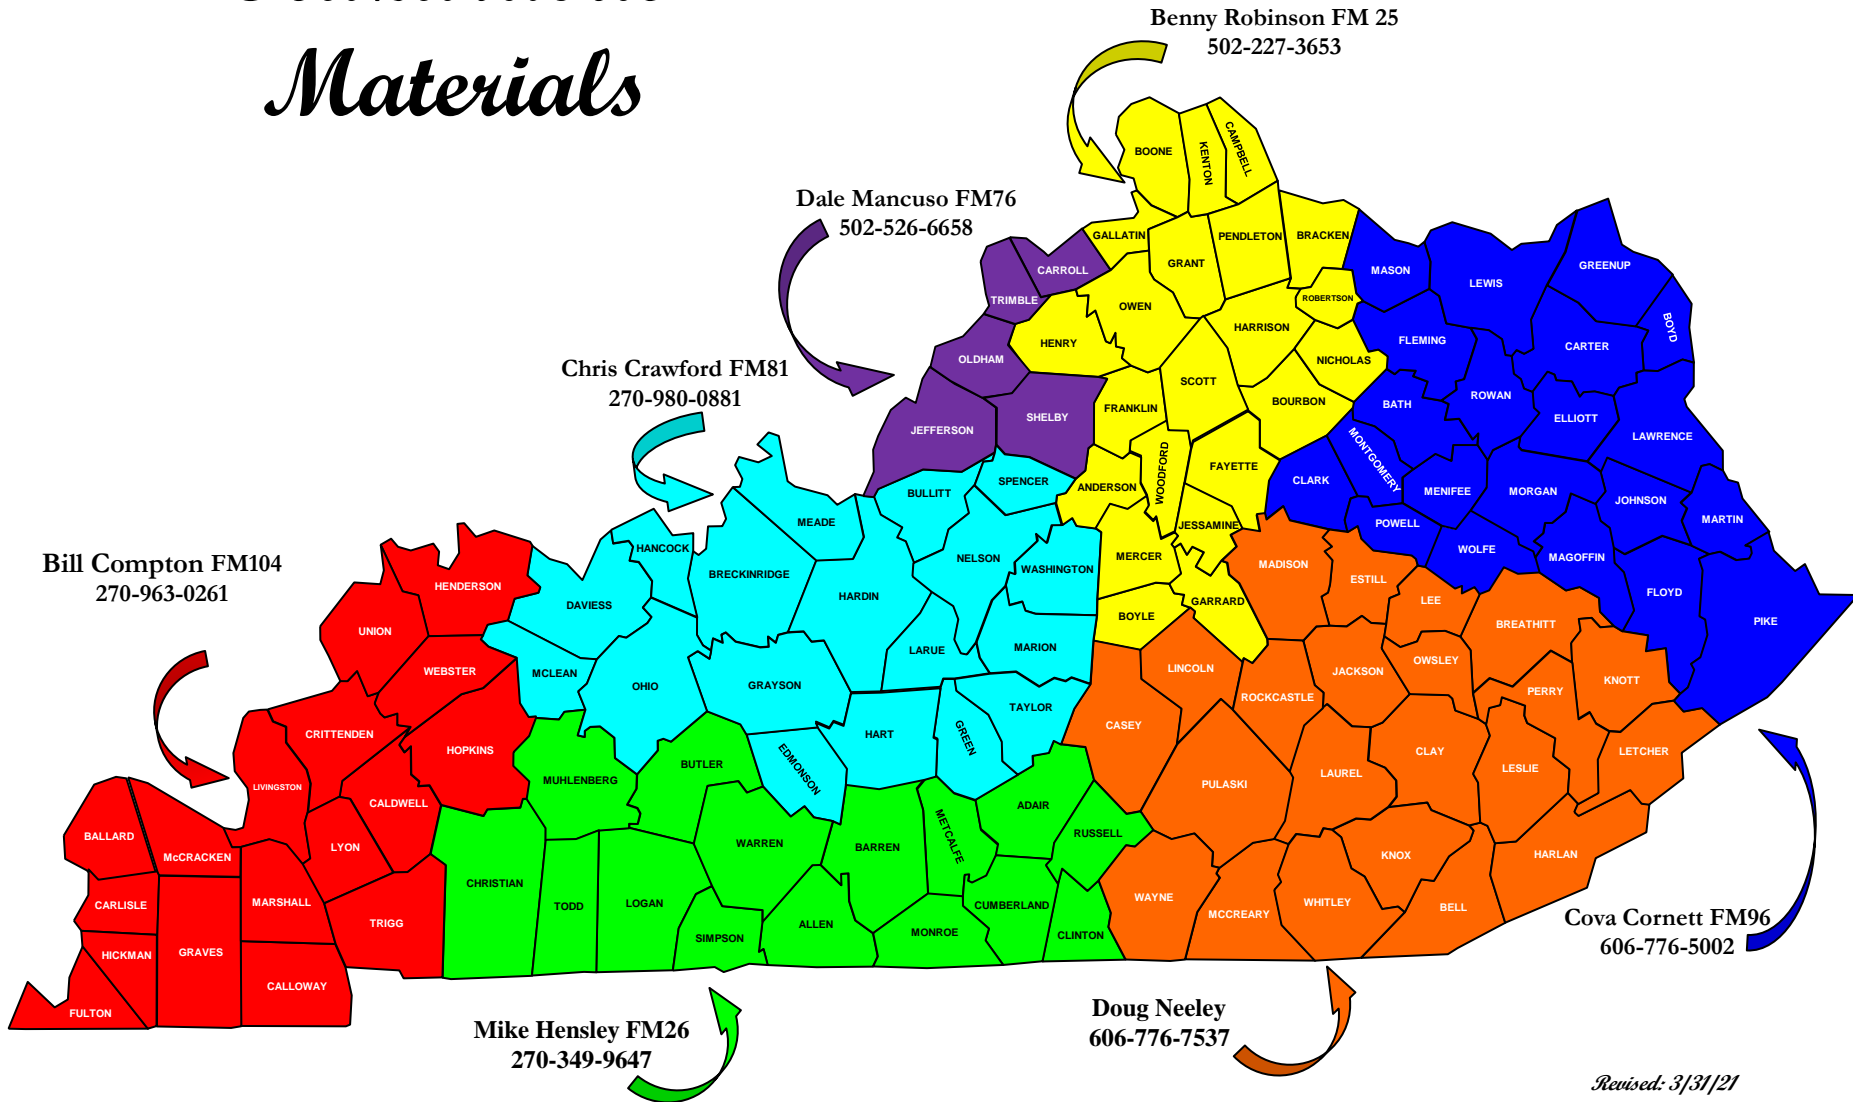 Materials
Benny Robinson FM 25
502-227-3653
Dale Mancuso FM76
502-526-6658
Chris Crawford FM81
270-980-0881
Bill Compton FM104
270-963-0261
BOONE
KENTON
CAMPBELL
GALLATIN
GRANT
PENDLETON
BRACKEN
CARROLL
TRIMBLE
OWEN
ROBERTSON
MASON
LEWIS
GREENUP
BOYD
HENRY
HARRISON
OLDHAM
FLEMING
CARTER
NICHOLAS
SCOTT
SHELBY
FRANKLIN
BOURBON
BATH
ROWAN
ELLIOTT
JEFFERSON
LAWRENCE
WOODFORD
FAYETTE
MONTGOMERY
ANDERSON
CLARK
MENIFEE
MORGAN
JOHNSON
MARTIN
BULLITT
SPENCER
MEADE
JESSAMINE
POWELL
HANCOCK
BRECKINRIDGE
NELSON
WASHINGTON
MERCER
WOLFE
MAGOFFIN
HENDERSON
DAVIESS
HARDIN
MADISON
ESTILL
LEE
FLOYD
UNION
BOYLE
GARRARD
BREATHITT
PIKE
WEBSTER
MCLEAN
OHIO
GRAYSON
LARUE
MARION
LINCOLN
JACKSON
OWSLEY
KNOTT
ROCKCASTLE
PERRY
CRITTENDEN
HOPKINS
HART
GREEN
TAYLOR
CASEY
CLAY
LETCHER
LIVINGSTON
CALDWELL
MUHLENBERG
BUTLER
EDMONSON
PULASKI
LAUREL
LESLIE
BALLARD
McCRACKEN
LYON
WARREN
BARREN
METCALFE
ADAIR
RUSSELL
KNOX
HARLAN
CARLISLE
MARSHALL
TRIGG
CHRISTIAN
TODD
LOGAN
SIMPSON
ALLEN
MONROE
CUMBERLAND
CLINTON
WAYNE
MCCREARY
WHITLEY
BELL
HICKMAN
GRAVES
CALLOWAY
FULTON
Cova Cornett FM96
606-776-5002
Doug Neeley
606-776-7537
Mike Hensley FM26
270-349-9647
Revised: 3/31/21